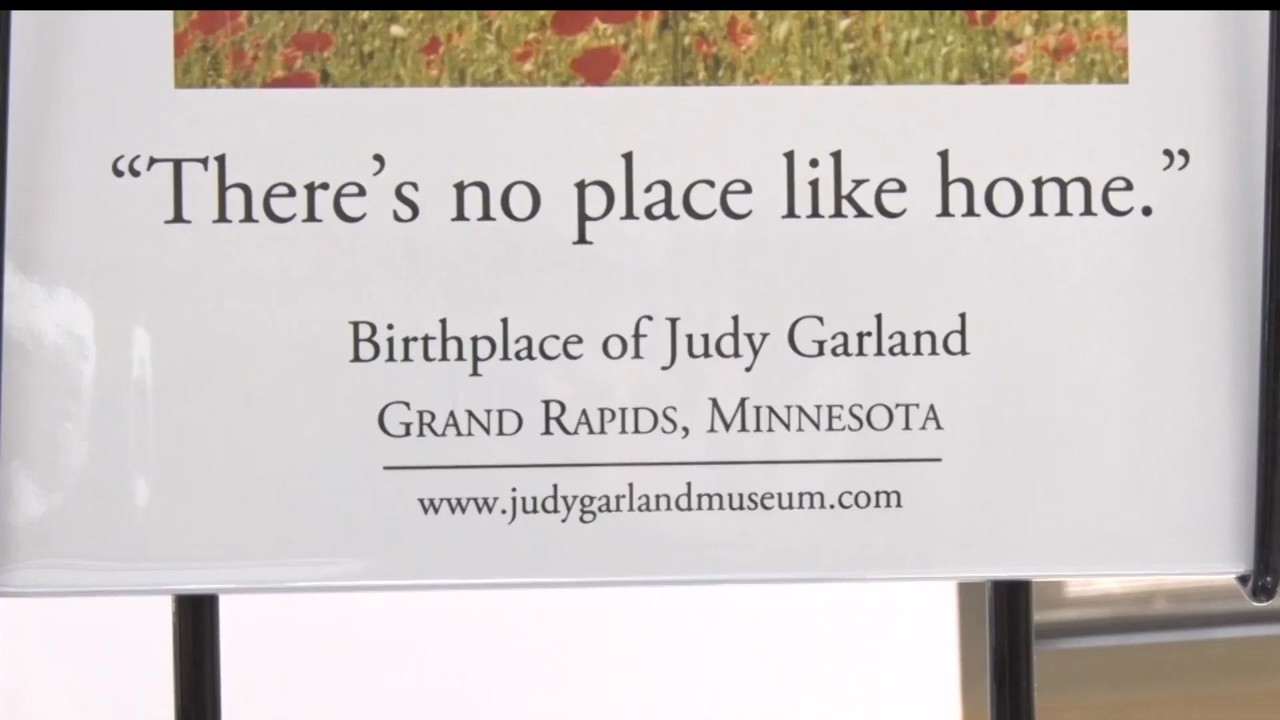 “There’s no place like home.”
Birthplace of Judy Garland
GRAND RAPIDS, MINNESOTA
www.judygarlandmuseum.com